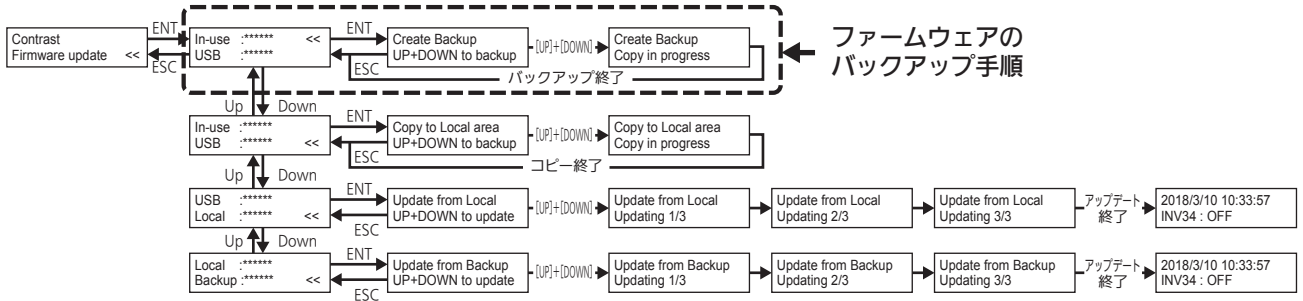 Contrast
Firmware update <<
ENT
ESC
In-use :****** <<
USB :******
ENT
ESC
Create Backup
UP+DOWN to backup
[UP]+[DOWN]
Create Backup
Copy in progress
バックアップ終了
ファームウェアの
バックアップ手順
Up Down
In-use :******
USB :****** <<
ENT
ESC
Copy to Local area
UP+DOWN to backup
[UP]+[DOWN]
Copy to Local area
Copy in progress
コピー終了
Up Down
USB :******
Local :****** <<
ENT
ESC
Update from Local
UP+DOWN to update
[UP]+[DOWN]
Update from Local
Updating 1/3
Update from Local
Updating 2/3
Update from Local
Updating 3/3
アップデート
終了
2018/3/10 10:33:57
INV34 : OFF
Up Down
Local :******
Backup :****** <<
ENT
ESC
Update from Backup
UP+DOWN to update
[UP]+[DOWN]
Update from Backup
Updating 1/3
Update from Backup
Updating 2/3
Update from Backup
Updating 3/3
アップデート
終了
2018/3/10 10:33:57
INV34 : OFF